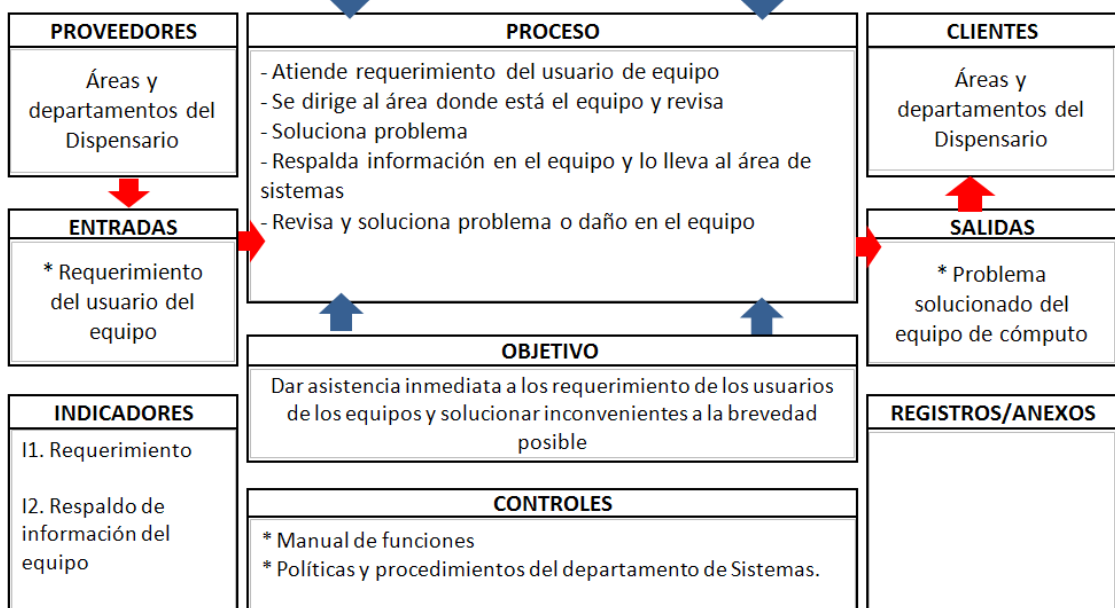 PROVEEDORES
Áreas y
departamentos del
Dispensario
PROCESO
- Atiende requerimiento del usuario de equipo
- Se dirige al área donde está el equipo y revisa
- Soluciona problema
- Respalda información en el equipo y lo lleva al área de
sistemas
- Revisa y soluciona problema o daño en el equipo
CLIENTES
Áreas y
departamentos del
Dispensario
ENTRADAS
* Requerimiento
del usuario del
equipo
SALIDAS
* Problema
solucionado del
equipo de cómputo
OBJETIVO
Dar asistencia inmediata a los requerimiento de los usuarios
de los equipos y solucionar inconvenientes a la brevedad
posible
INDICADORES
I1. Requerimiento
I2. Respaldo de
información del
equipo
CONTROLES
* Manual de funciones
* Políticas y procedimientos del departamento de Sistemas.
REGISTROS/ANEXOS